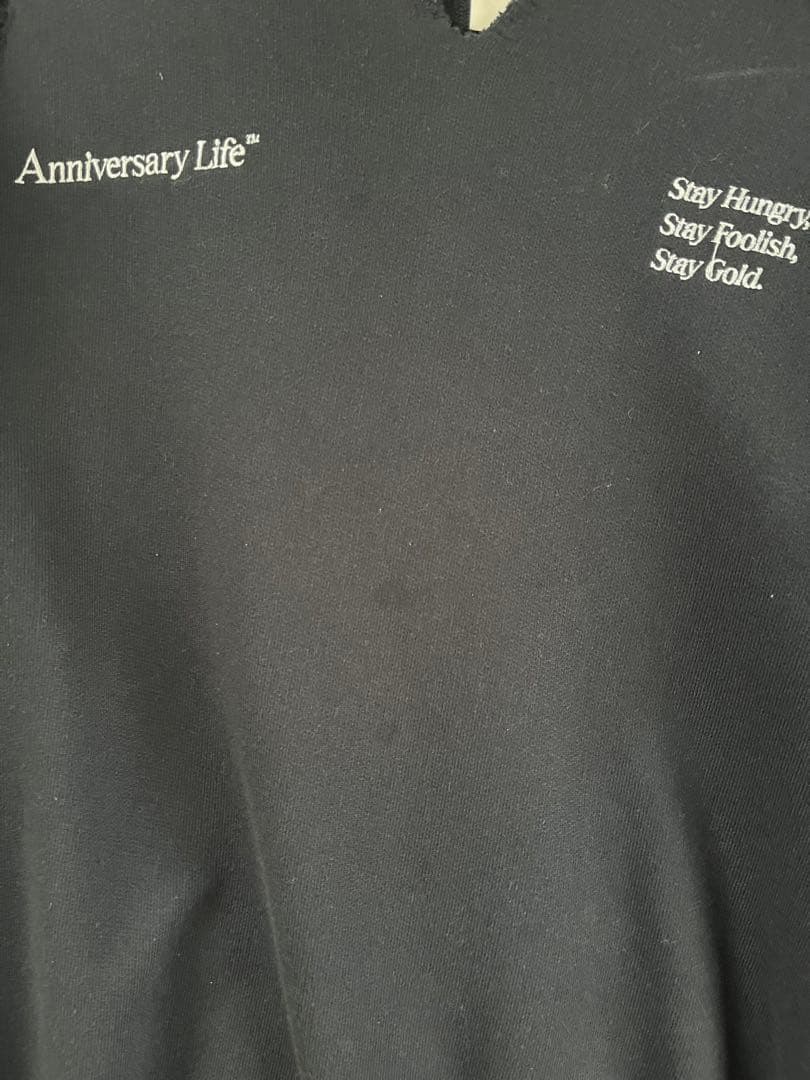 Anniversary Life™
Stay Hungry,
Stay Foolish,
Stay Gold.